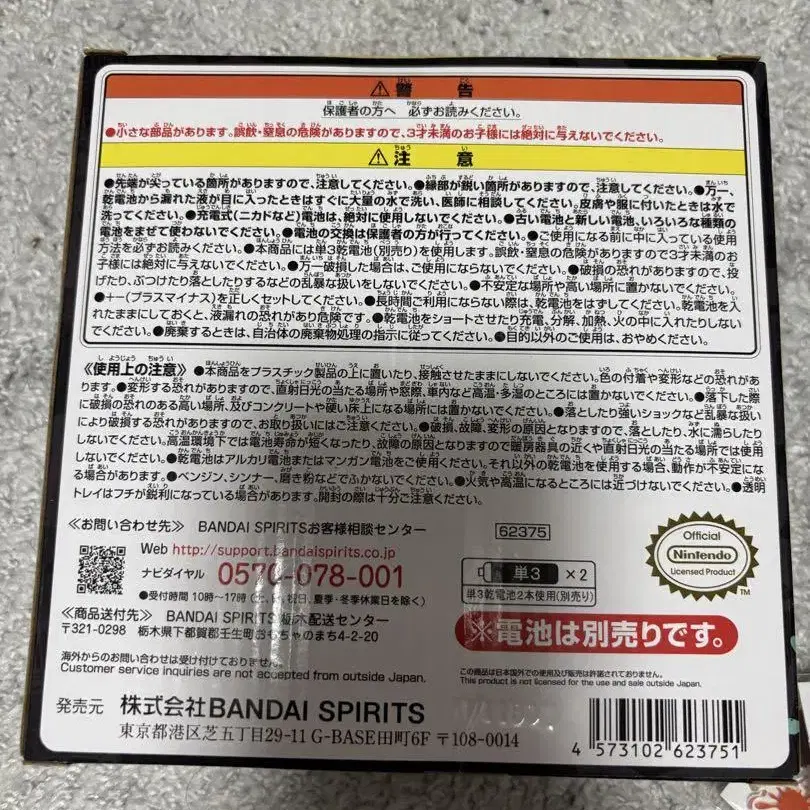 ⚠警告
保護者の方へ 必ずお読みください。
●小さな部品があります。誤飲・窒息の危険がありますので、3才未満のお子様には絶対に与えないでください。
⚠注意
●先端が尖っている箇所がありますので、注意してください。●縁部が鋭い箇所がありますので、注意してください。●万一、
乾電池から漏れた液が目に入ったときはすぐに大量の水で洗い、医師に相談してください。皮膚や服に付いたときは水で
洗ってください。●充電式(ニカドなど)電池は、絶対に使用しないでください。●古い電池と新しい電池、いろいろな種類の
電池をまぜて使わないでください。●電池の交換は保護者の方が行ってください。●ご使用になる前に中に入っている使用
方法を必ずお読みください。●本商品には単3乾電池(別売り)を使用します。誤飲・窒息の危険がありますので3才未満のお
子様には絶対に与えないでください。●万一破損した場合は、ご使用にならないでください。●破損の恐れがありますので、投
げたり、ぶつけたり落としたりするなどの乱暴な扱いをしないでください。●不安定な場所や高い場所に置かないでください。
●+-(プラスマイナス)を正しくセットしてください。●長時間ご利用にならない際は、乾電池をはずしてください。乾電池を入
れたままにしておくと、液漏れの恐れがあり危険です。●乾電池をショートさせたり充電、分解、加熱、火の中に入れたりしない
でください。●廃棄するときは、自治体の廃棄物処理の指示に従ってください。●目的以外のご使用は、おやめください。
《使用上の注意》●本商品をプラスチック製品の上に置いたり、接触させたままにしないでください。色の付着や変形などの恐れがあ
ります。●変形する恐れがありますので、直射日光の当たる場所や窓際、車内など高温・多湿のところには置かないでください。●落下した際
に破損の恐れのある高い場所、及びコンクリートや硬い床上になる場所には置かないでください。●落としたり強いショックなど乱暴な扱い
により破損する恐れがありますので、お取り扱いにはご注意ください。●破損、故障、変形の原因となりますので、落としたり、水に濡らしたり
しないでください。高温環境下では電池寿命が短くなったり、故障の原因となりますので暖房器具の近くや直射日光の当たる場所では使用
しないでください。●乾電池はアルカリ電池またはマンガン電池をご使用ください。それ以外の乾電池を使用する場合、動作が不安定にな
る場合があります。●ベンジン、シンナー、磨き粉などでふかないでください。●火気や高温になるところには近づけないでください。●透明
トレイはフチが鋭利になっている場合があります。開封の際は十分ご注意ください。
≪お問い合わせ先≫ BANDAI SPIRITSお客様相談センター
Web http://support.bandaispirits.co.jp
ナビダイヤル 0570-078-001
●受付時間 10時~17時(土、日、祝日、夏季・冬季休業日を除く)
≪商品送付先≫ BANDAI SPIRITS 栃木配送センター
〒321-0298 栃木県下都賀郡壬生町おもちゃのまち4-2-20
海外からのお問い合わせは受け付けておりません。
Customer service inquiries are not accepted from outside Japan.
62375
単3 ×2
単3乾電池2本使用(別売り)
Official
Nintendo
Licensed Product
※電池は別売りです。
この商品は日本国外での使用及び販売は許諾されておりません。
This product is not licensed for the use and sale outside Japan.
発売元 株式会社BANDAI SPIRITS
東京都港区芝五丁目29-11 G-BASE田町6F 〒108-0014
4 573102 623751